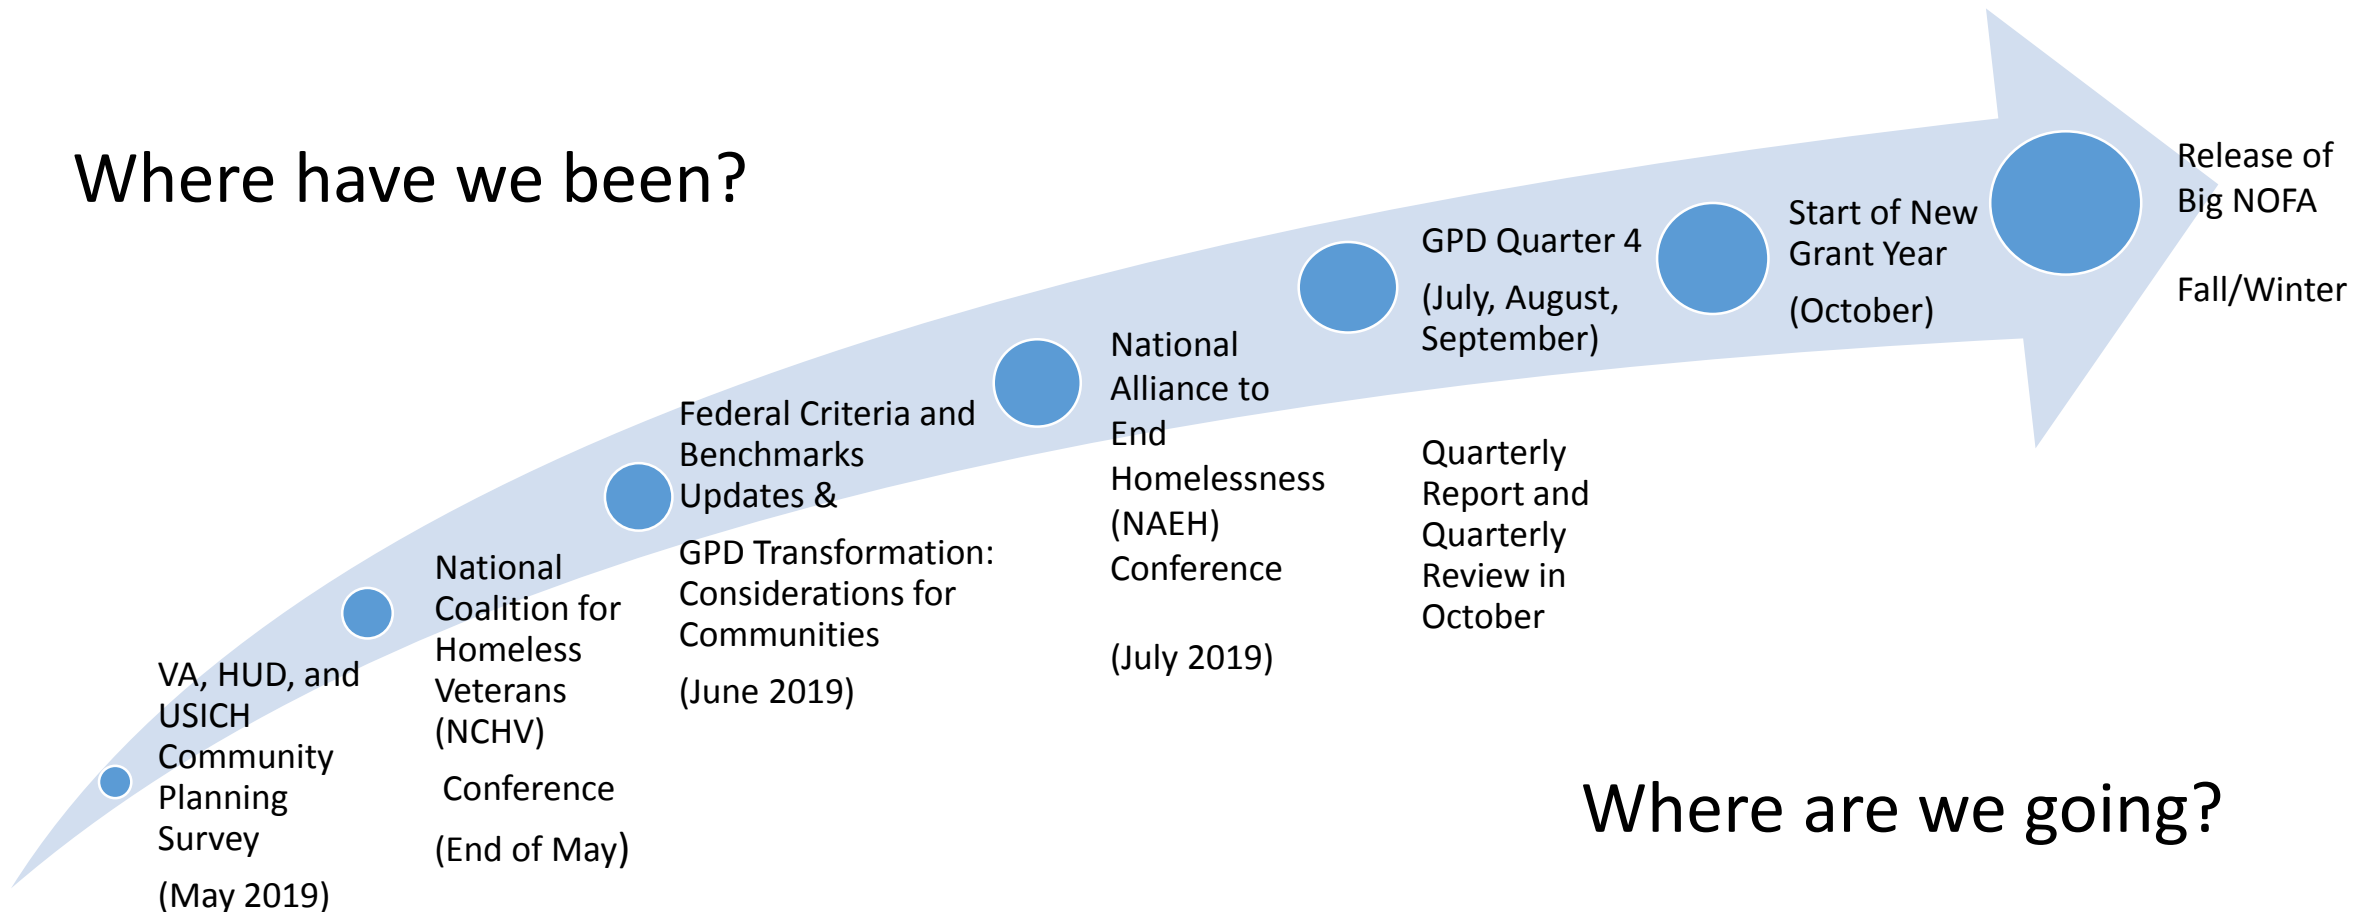 Where have we been?
VA, HUD, and
USICH
Community
Planning
Survey
(May 2019)
National
Coalition for
Homeless
Veterans
(NCHV)
Conference
(End of May)
Federal Criteria and
Benchmarks
Updates &
GPD Transformation:
Considerations for
Communities
(June 2019)
National
Alliance to
End
Homelessness
(NAEH)
Conference
(July 2019)
GPD Quarter 4
(July, August,
September)
Quarterly
Report and
Quarterly
Review in
October
Start of New
Grant Year
(October)
Release of
Big NOFA
Fall/Winter
Where are we going?